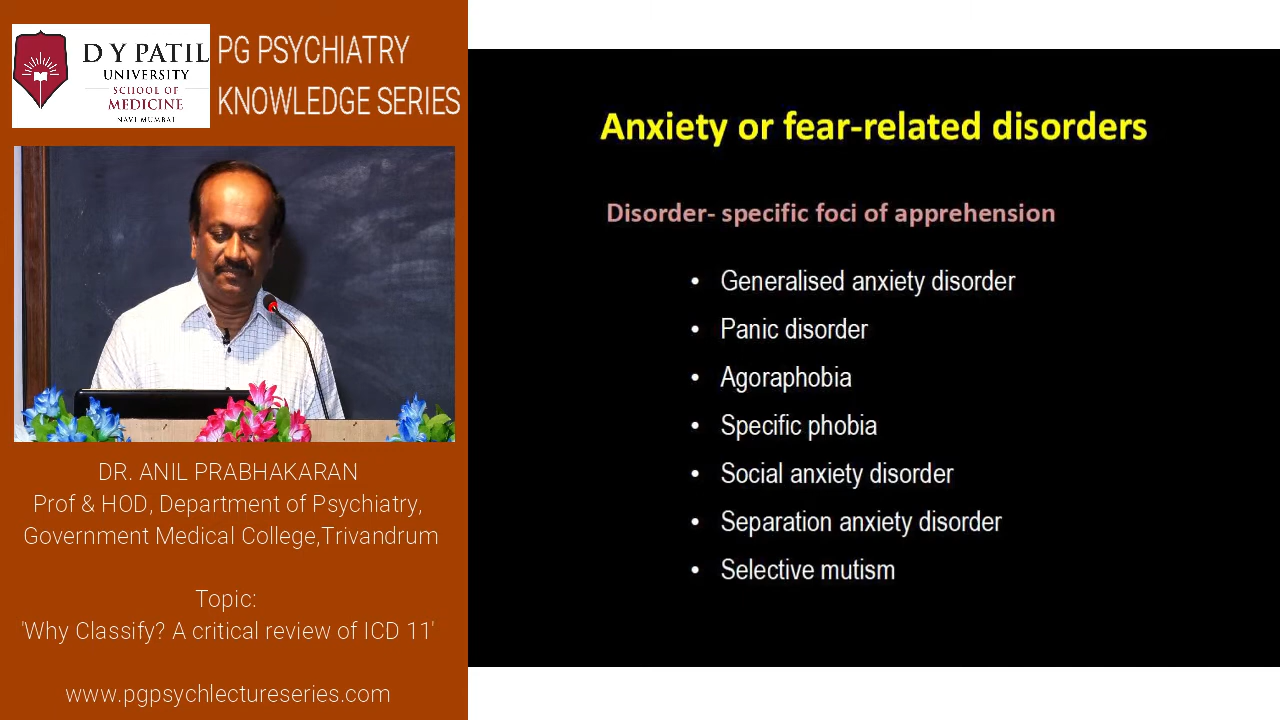 D Y PATIL
UNIVERSITY
SCHOOL OF
MEDICINE
NAVI MUMBAI
PG PSYCHIATRY
KNOWLEDGE SERIES
DR. ANIL PRABHAKARAN
Prof & HOD, Department of Psychiatry,
Government Medical College,Trivandrum
Topic:
'Why Classify? A critical review of ICD 11'
www.pgpsychlectureseries.com
Anxiety or fear-related disorders
Disorder- specific foci of apprehension
• Generalised anxiety disorder
• Panic disorder
• Agoraphobia
• Specific phobia
• Social anxiety disorder
• Separation anxiety disorder
• Selective mutism